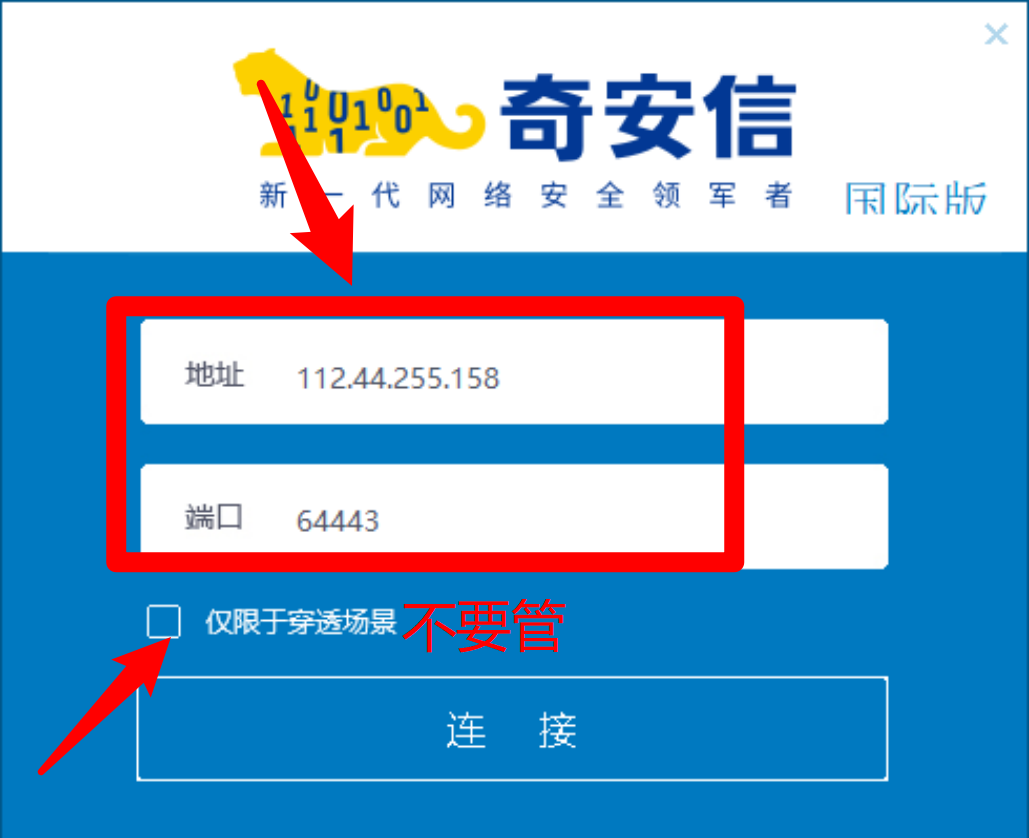 奇安信
新一代网络安全领军者 国际版
地址 112.44.255.158
端口 64443
仅限于穿透场景 不要管
连 接